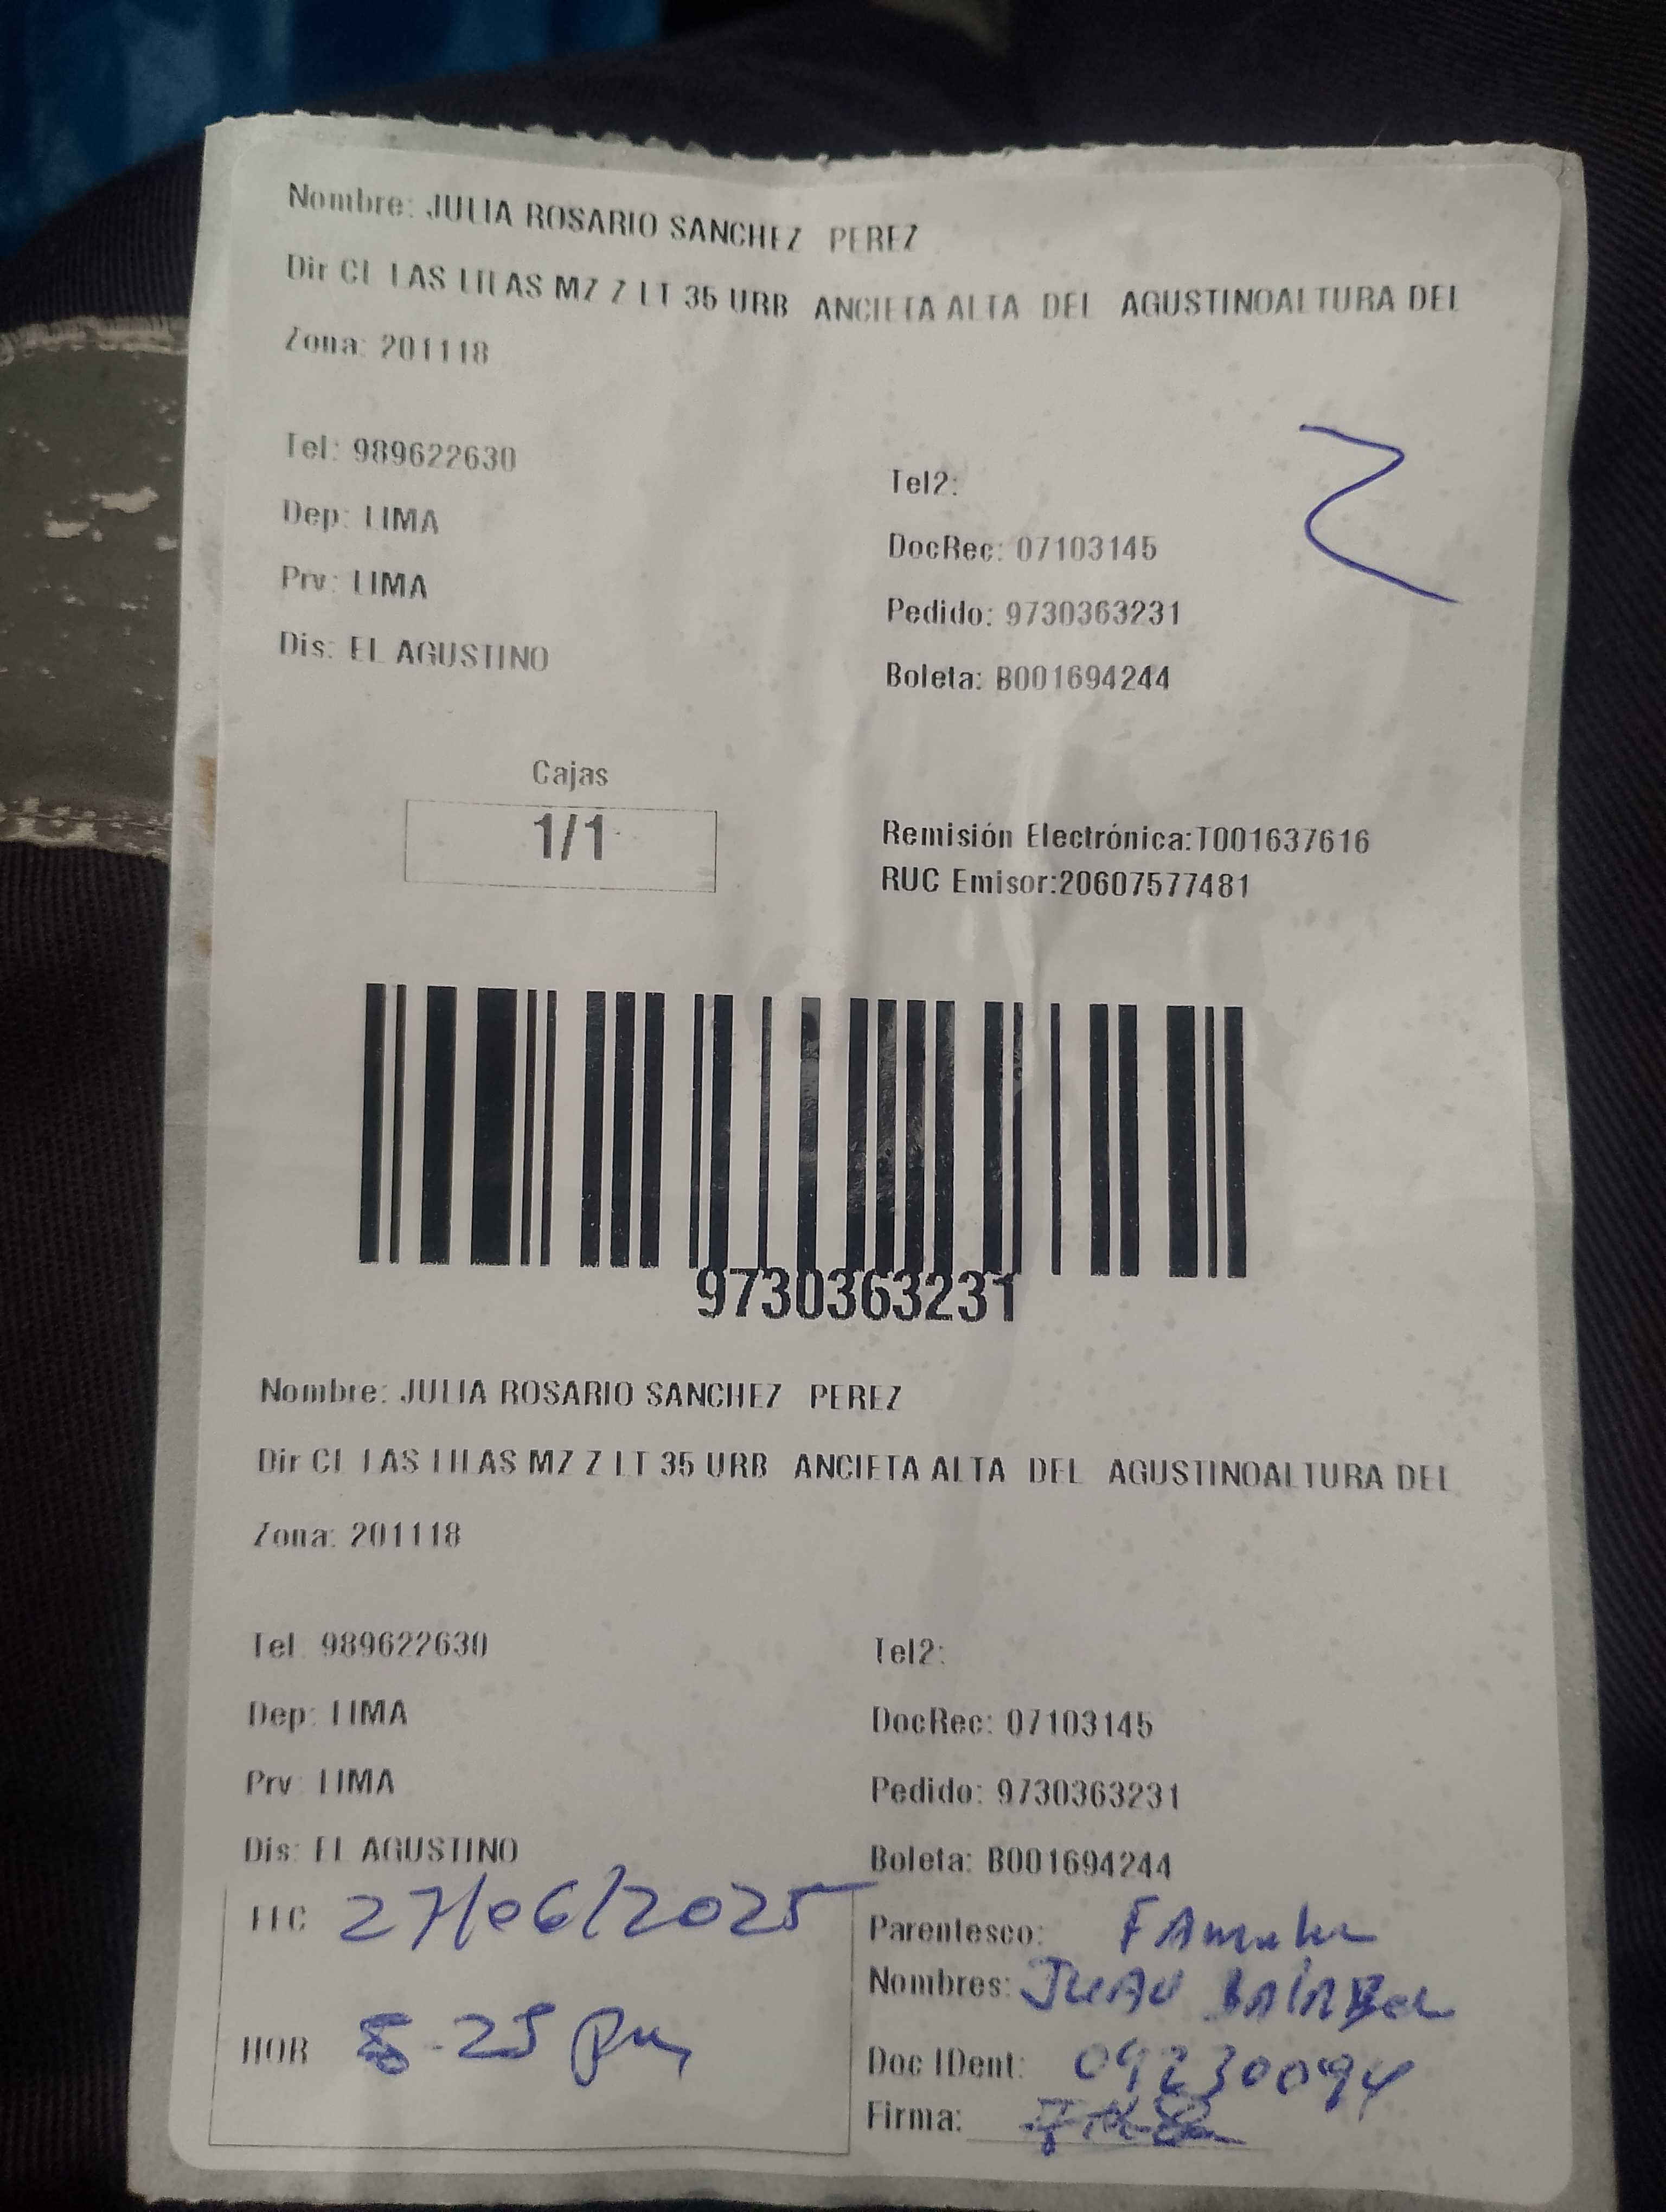 Nombre: JULIA ROSARIO SANCHEZ PEREZ
Dir CL LAS LILAS MZ Z LT 35 URB ANCIETA ALTA DEL AGUSTINOALTURA DEL
Zona: 201118
Tel: 989622630
Tel2:
Dep: LIMA
DocRec: 07103145
Prv: LIMA
Pedido: 9730363231
Dis: EL AGUSTINO
Boleta: B001694244
Cajas
1/1
Remisión Electrónica:T001637616
RUC Emisor:20607577481
9730363231
Nombre: JULIA ROSARIO SANCHEZ PEREZ
Dir CL LAS LILAS MZ Z LT 35 URB ANCIETA ALTA DEL AGUSTINOALTURA DEL
Zona: 201118
Tel 989622630
Tel2:
Dep: LIMA
DocRec: 07103145
Prv: LIMA
Pedido: 9730363231
Dis: EL AGUSTINO
Boleta: B001694244
FEC 27/06/2025
Parentesco:
Nombres: JUAN
HOR 5.25 pm
Doc IDent: 09230094
Firma: